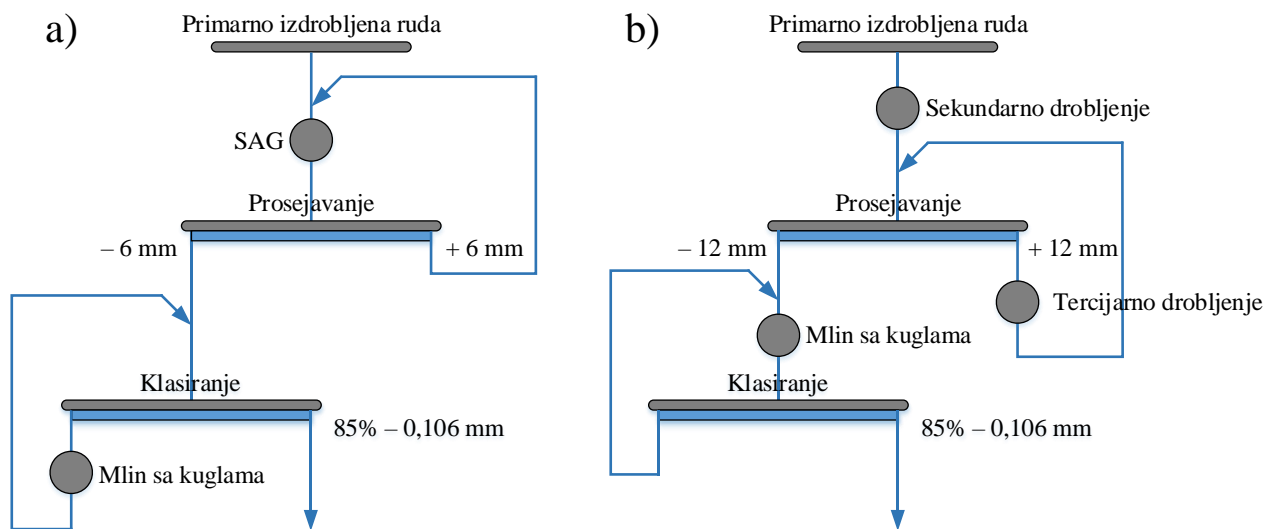 a)
Primarno izdrobljena ruda
SAG
Prosejavanje
– 6 mm
+ 6 mm
Klasiranje
85% – 0,106 mm
Mlin sa kuglama
b)
Primarno izdrobljena ruda
Sekundarno drobljenje
Prosejavanje
– 12 mm
+ 12 mm
Tercijarno drobljenje
Mlin sa kuglama
Klasiranje
85% – 0,106 mm